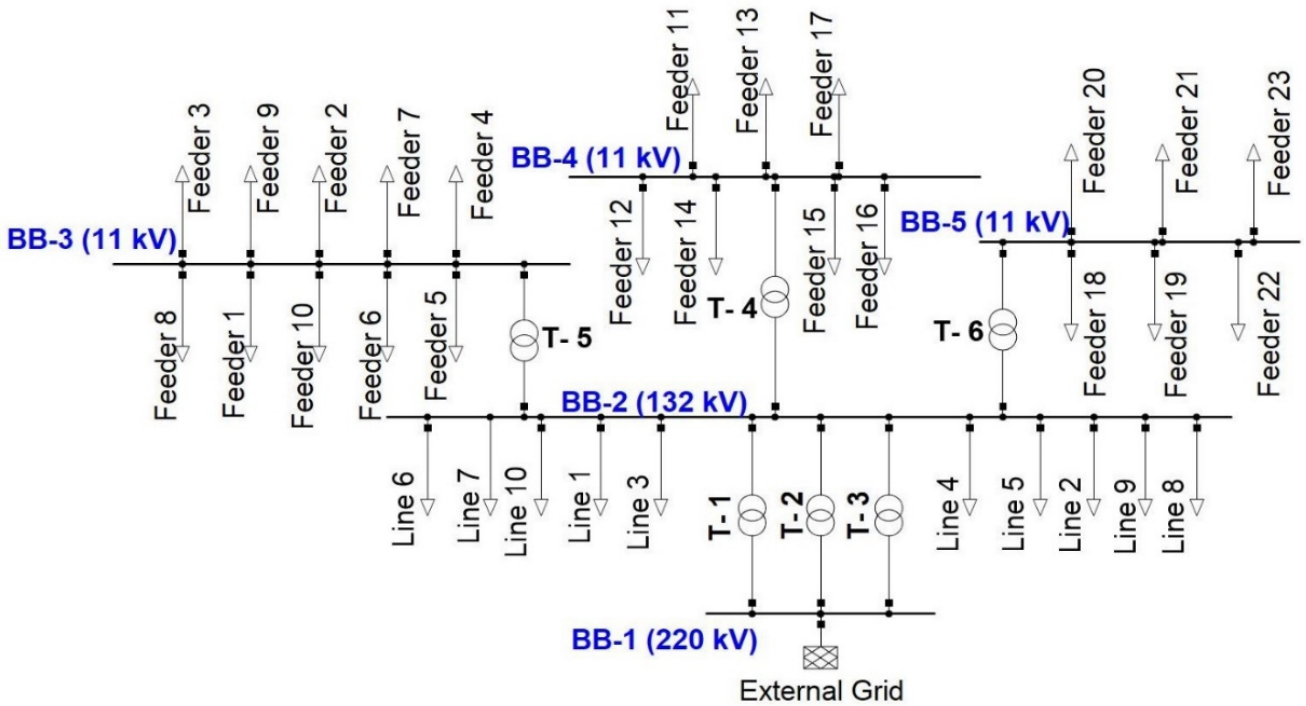 Feeder 11
Feeder 13
Feeder 17
Feeder 3
Feeder 9
Feeder 2
Feeder 7
Feeder 4
Feeder 20
Feeder 21
Feeder 23
BB-4 (11 kV)
BB-3 (11 kV)
BB-5 (11 kV)
Feeder 12
Feeder 14
Feeder 15
Feeder 16
T- 4
Feeder 8
Feeder 1
Feeder 10
Feeder 6
Feeder 5
T- 5
T- 6
Feeder 18
Feeder 19
Feeder 22
BB-2 (132 kV)
Line 6
Line 7
Line 10
Line 1
Line 3
T- 1
T- 2
T- 3
Line 4
Line 5
Line 2
Line 9
Line 8
BB-1 (220 kV)
External Grid